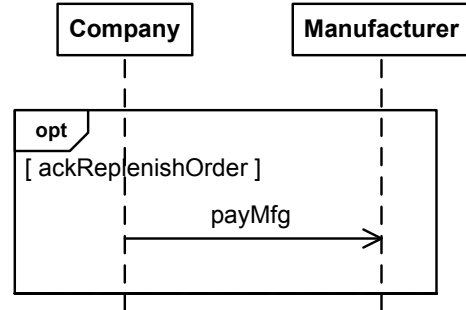 Company
Manufacturer
opt
[ ackReplenishOrder ]
payMfg